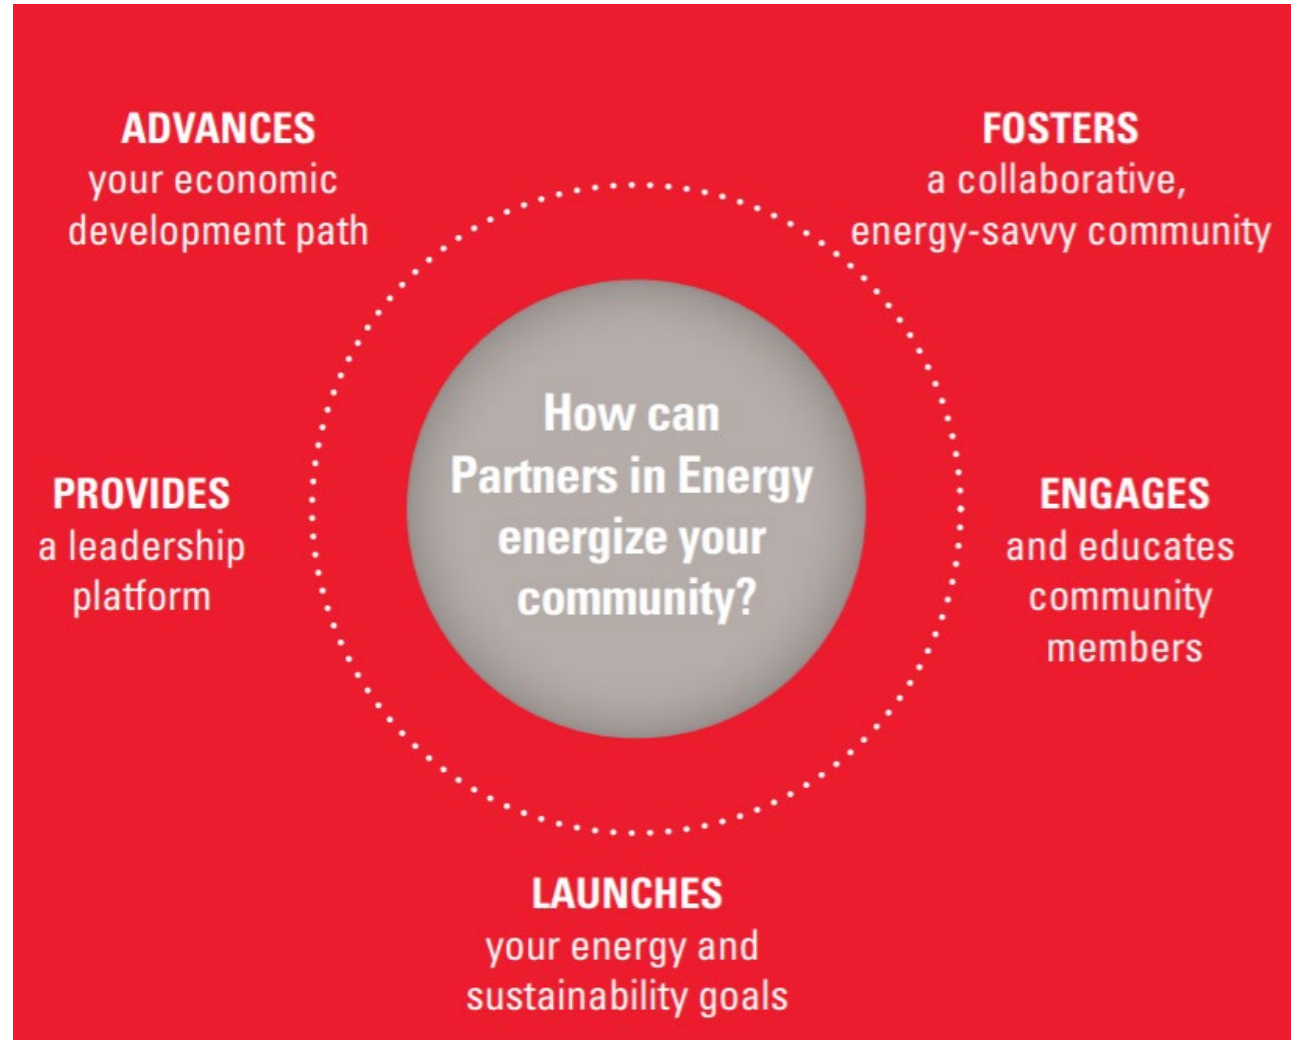 ADVANCES
your economic
development path
FOSTERS
a collaborative,
energy-savvy community
How can
Partners in Energy
energize your
community?
PROVIDES
a leadership
platform
ENGAGES
and educates
community
members
LAUNCHES
your energy and
sustainability goals